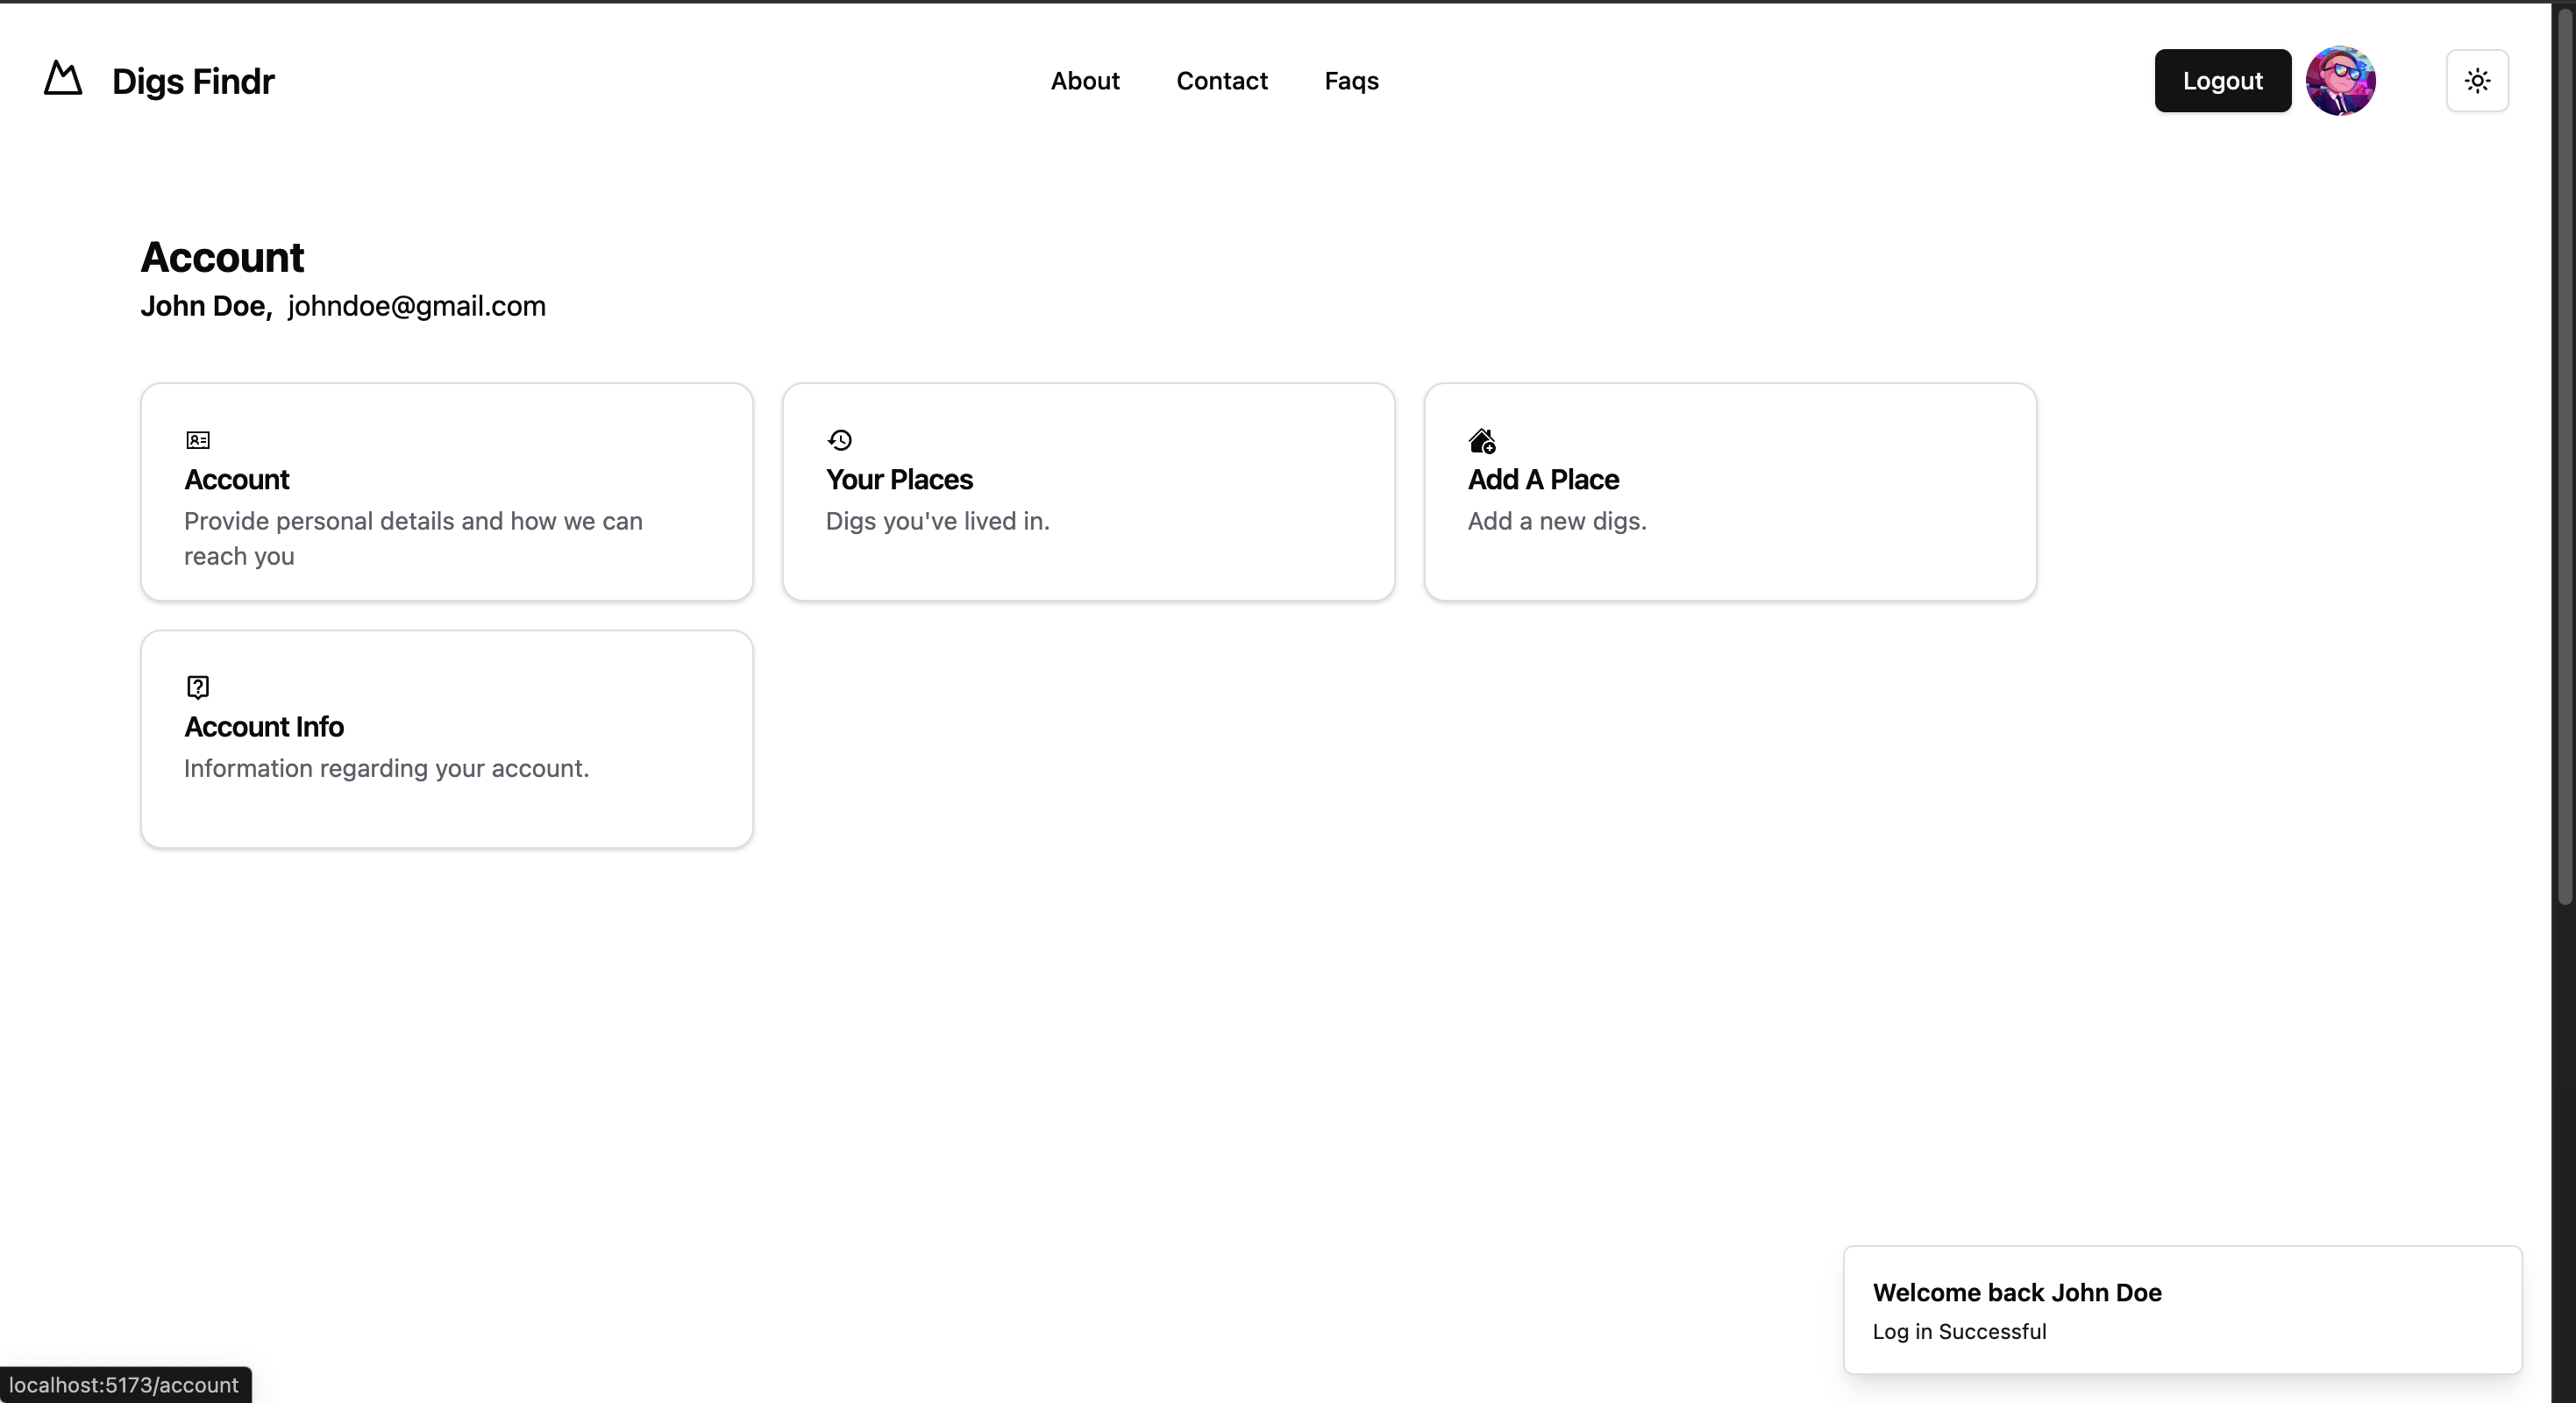 Digs Findr
About
Contact
Faqs
Logout
Account
John Doe, johndoe@gmail.com
Account
Provide personal details and how we can
reach you
Your Places
Digs you've lived in.
Add A Place
Add a new digs.
Account Info
Information regarding your account.
Welcome back John Doe
Log in Successful
localhost:5173/account